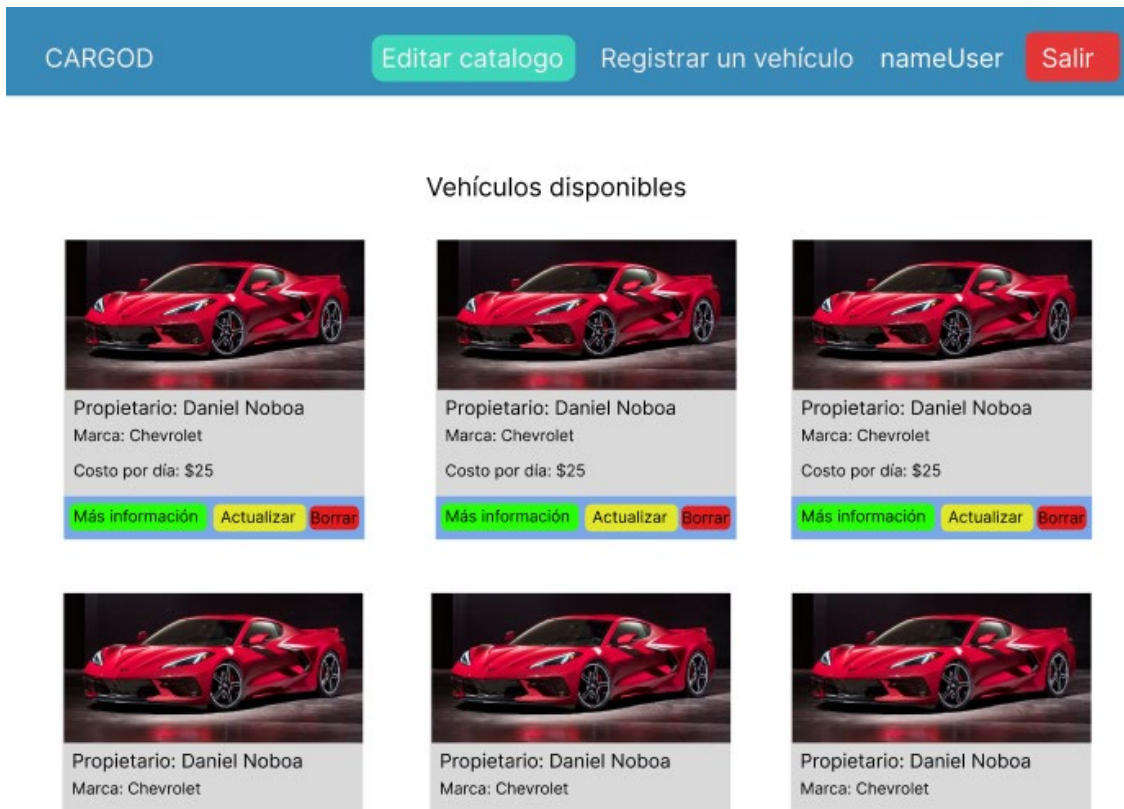 CARGOD Editar catalogo Registrar un vehículo nameUser Salir
Vehículos disponibles
Propietario: Daniel Noboa
Marca: Chevrolet
Costo por día: $25
Más información Actualizar Borrar
Propietario: Daniel Noboa
Marca: Chevrolet
Costo por día: $25
Más información Actualizar Borrar
Propietario: Daniel Noboa
Marca: Chevrolet
Costo por día: $25
Más información Actualizar Borrar
Propietario: Daniel Noboa
Marca: Chevrolet
Propietario: Daniel Noboa
Marca: Chevrolet
Propietario: Daniel Noboa
Marca: Chevrolet